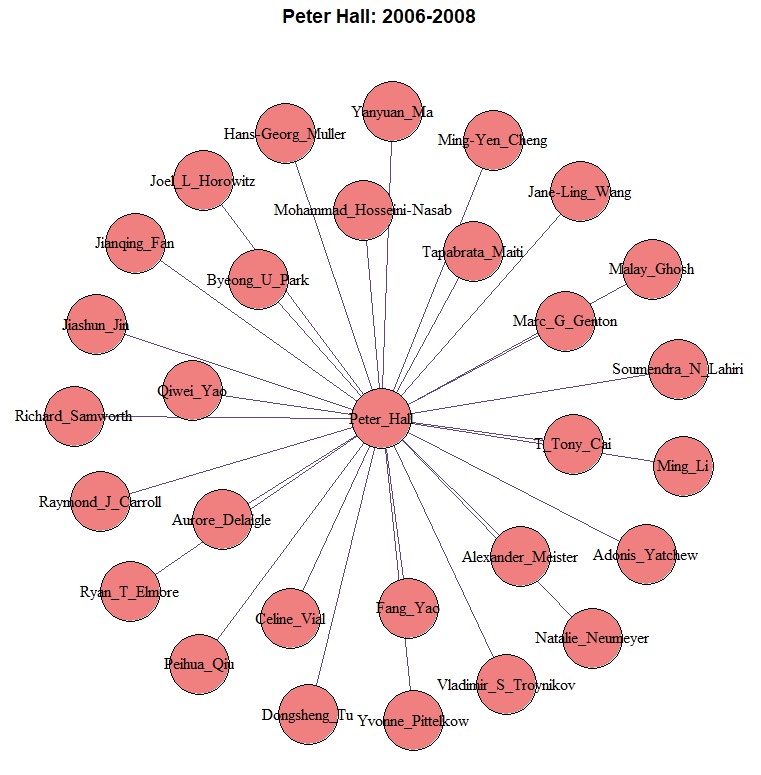 Peter Hall: 2006-2008
Yanyuan_Ma
Hans-Georg_Muller
Ming-Yen_Cheng
Joel_L_Horowitz
Jane-Ling_Wang
Mohammad_Hosseini-Nasab
Jianqing_Fan
Tapabrata_Maiti
Malay_Ghosh
Byeong_U_Park
Marc_G_Genton
Jiashun_Jin
Soumendra_N_Lahiri
Qiwei_Yao
Richard_Samworth
Peter_Hall
T_Tony_Cai
Ming_Li
Raymond_J_Carroll
Aurore_Delaigle
Alexander_Meister
Adonis_Yatchew
Ryan_T_Elmore
Fang_Yao
Celine_Vial
Natalie_Neumeyer
Peihua_Qiu
Vladimir_S_Troynikov
Dongsheng_Tu
Yvonne_Pittelkow